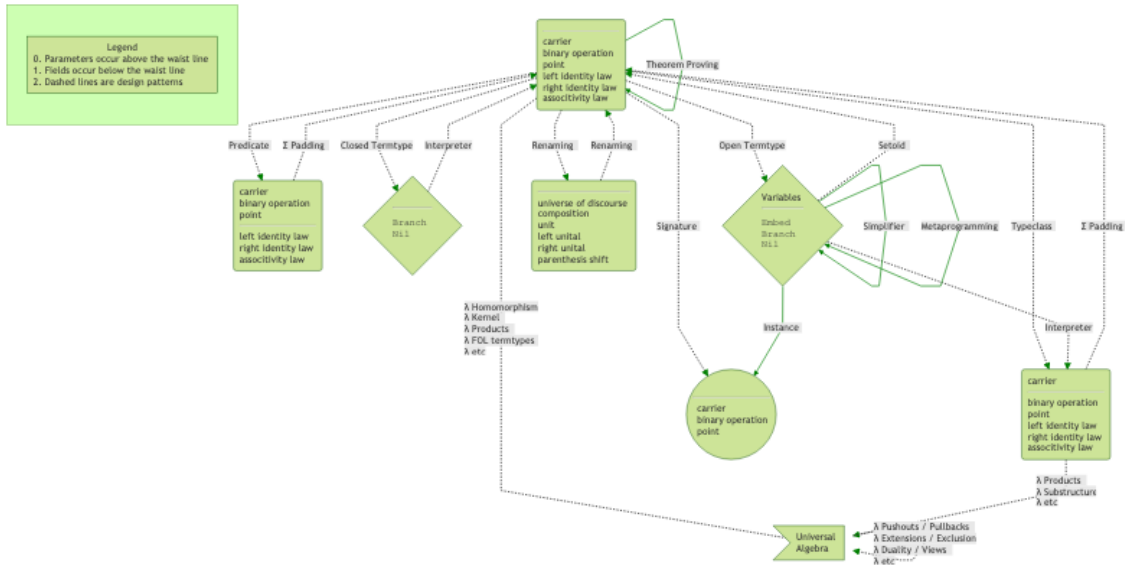 Legend
0. Parameters occur above the waist line
1. Fields occur below the waist line
2. Dashed lines are design patterns
carrier
binary operation
point
left identity law
right identity law
associtivity law
Theorem Proving
Predicate
Σ Padding
Closed Termtype
Interpreter
Renaming
Renaming
Open Termtype
Setoid
carrier
binary operation
point
left identity law
right identity law
associtivity law
Branch
Nil
universe of discourse
composition
unit
left unital
right unital
parenthesis shift
Signature
Variables
Embed
Branch
Nil
Simplifier
Metaprogramming
Typeclass
Σ Padding
λ Homomorphism
λ Kernel
λ Products
λ FOL termtypes
λ etc
Instance
Interpreter
carrier
binary operation
point
carrier
binary operation
point
left identity law
right identity law
associtivity law
λ Products
λ Substructure
λ etc
Universal
Algebra
λ Pushouts / Pullbacks
λ Extensions / Exclusion
λ Duality / Views
λ etc